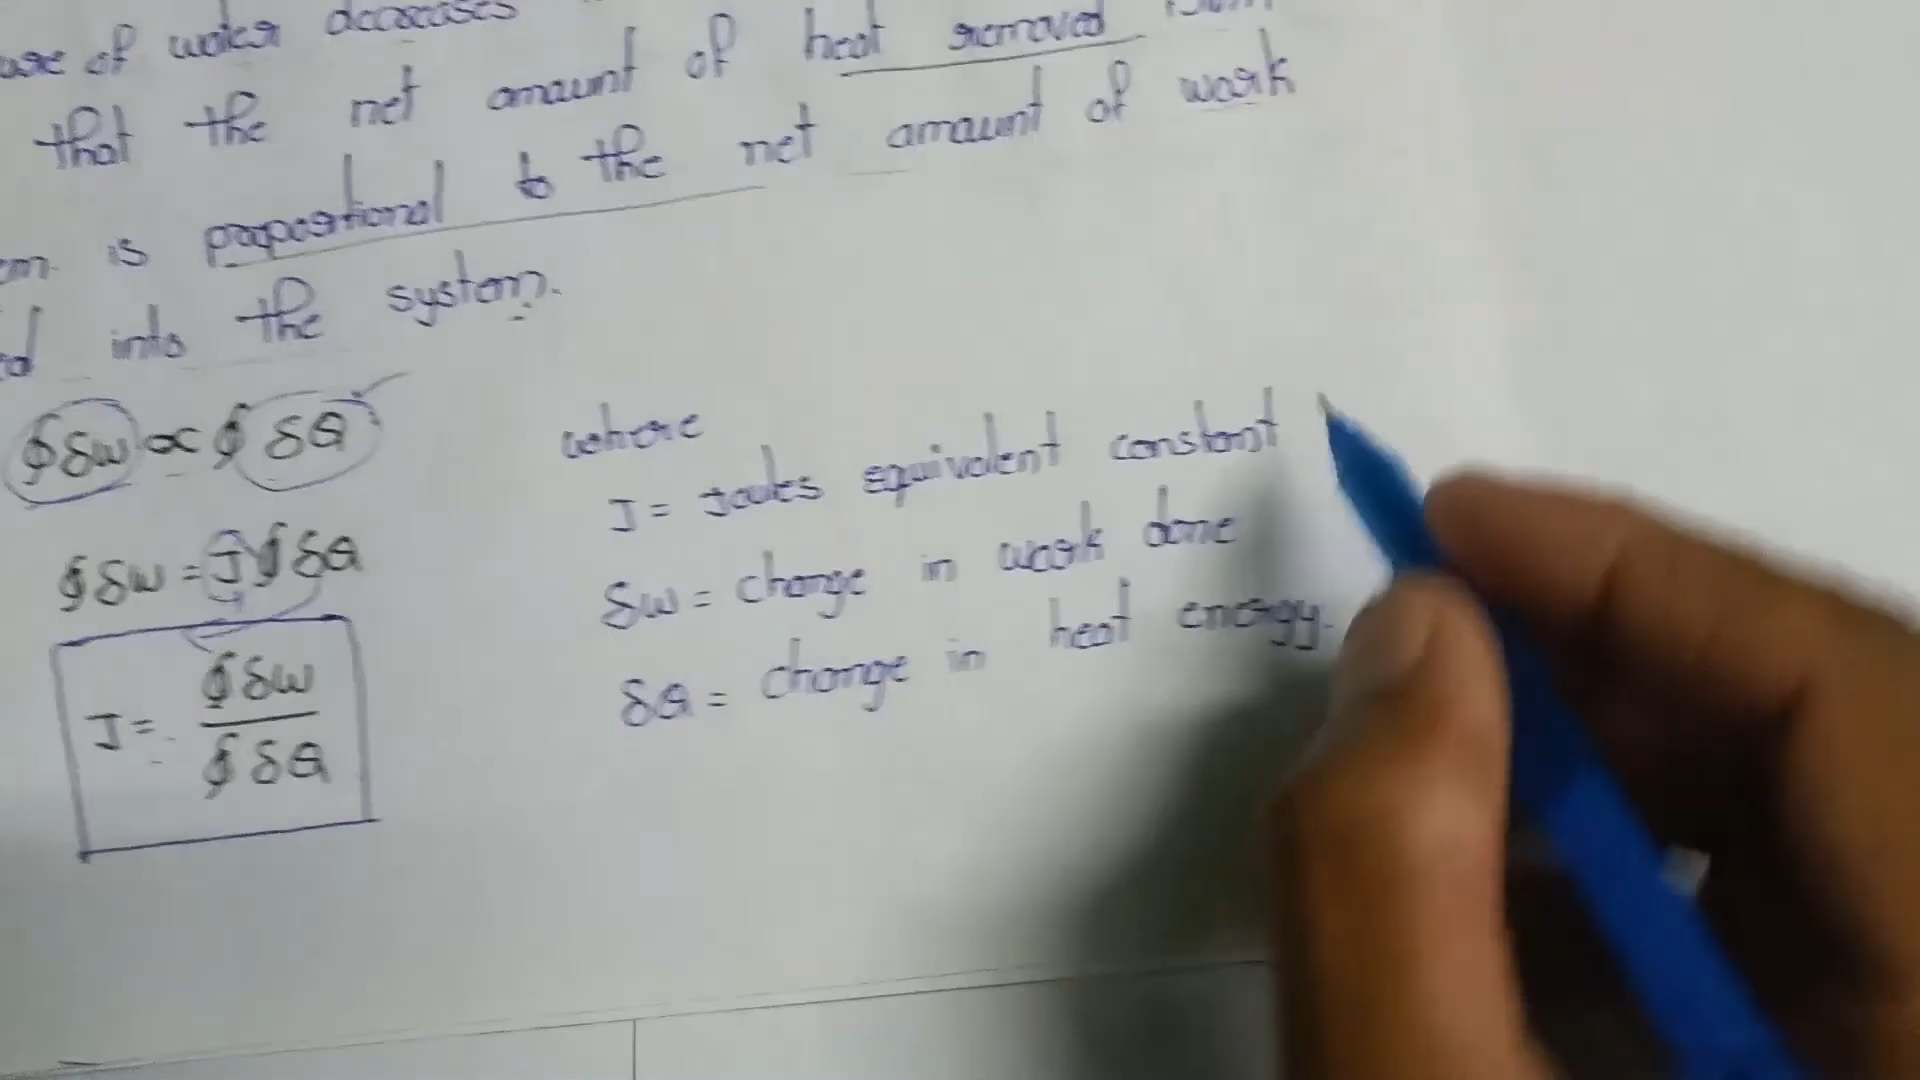 of water decreases
that the net amount of heat removed
is proportional to the net amount of work
into the system.
∮δw ∝ ∮ δQ
∮δw = J∮δQ
J = ∮δw / ∮δQ
where
J = Joules equivalent constant
δw = change in work done
δQ = change in heat energy.